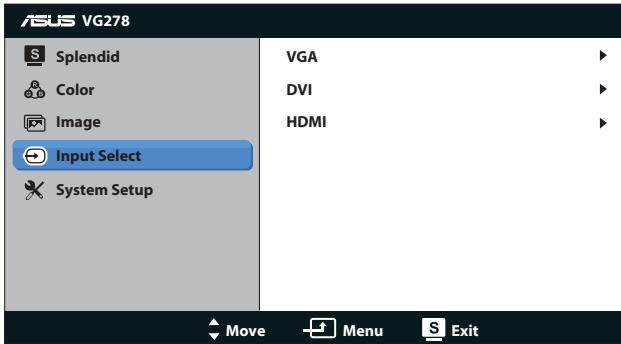 ASUS VG278
S Splendid
Color
Image
Input Select
System Setup
VGA
DVI
HDMI
Move Menu S Exit